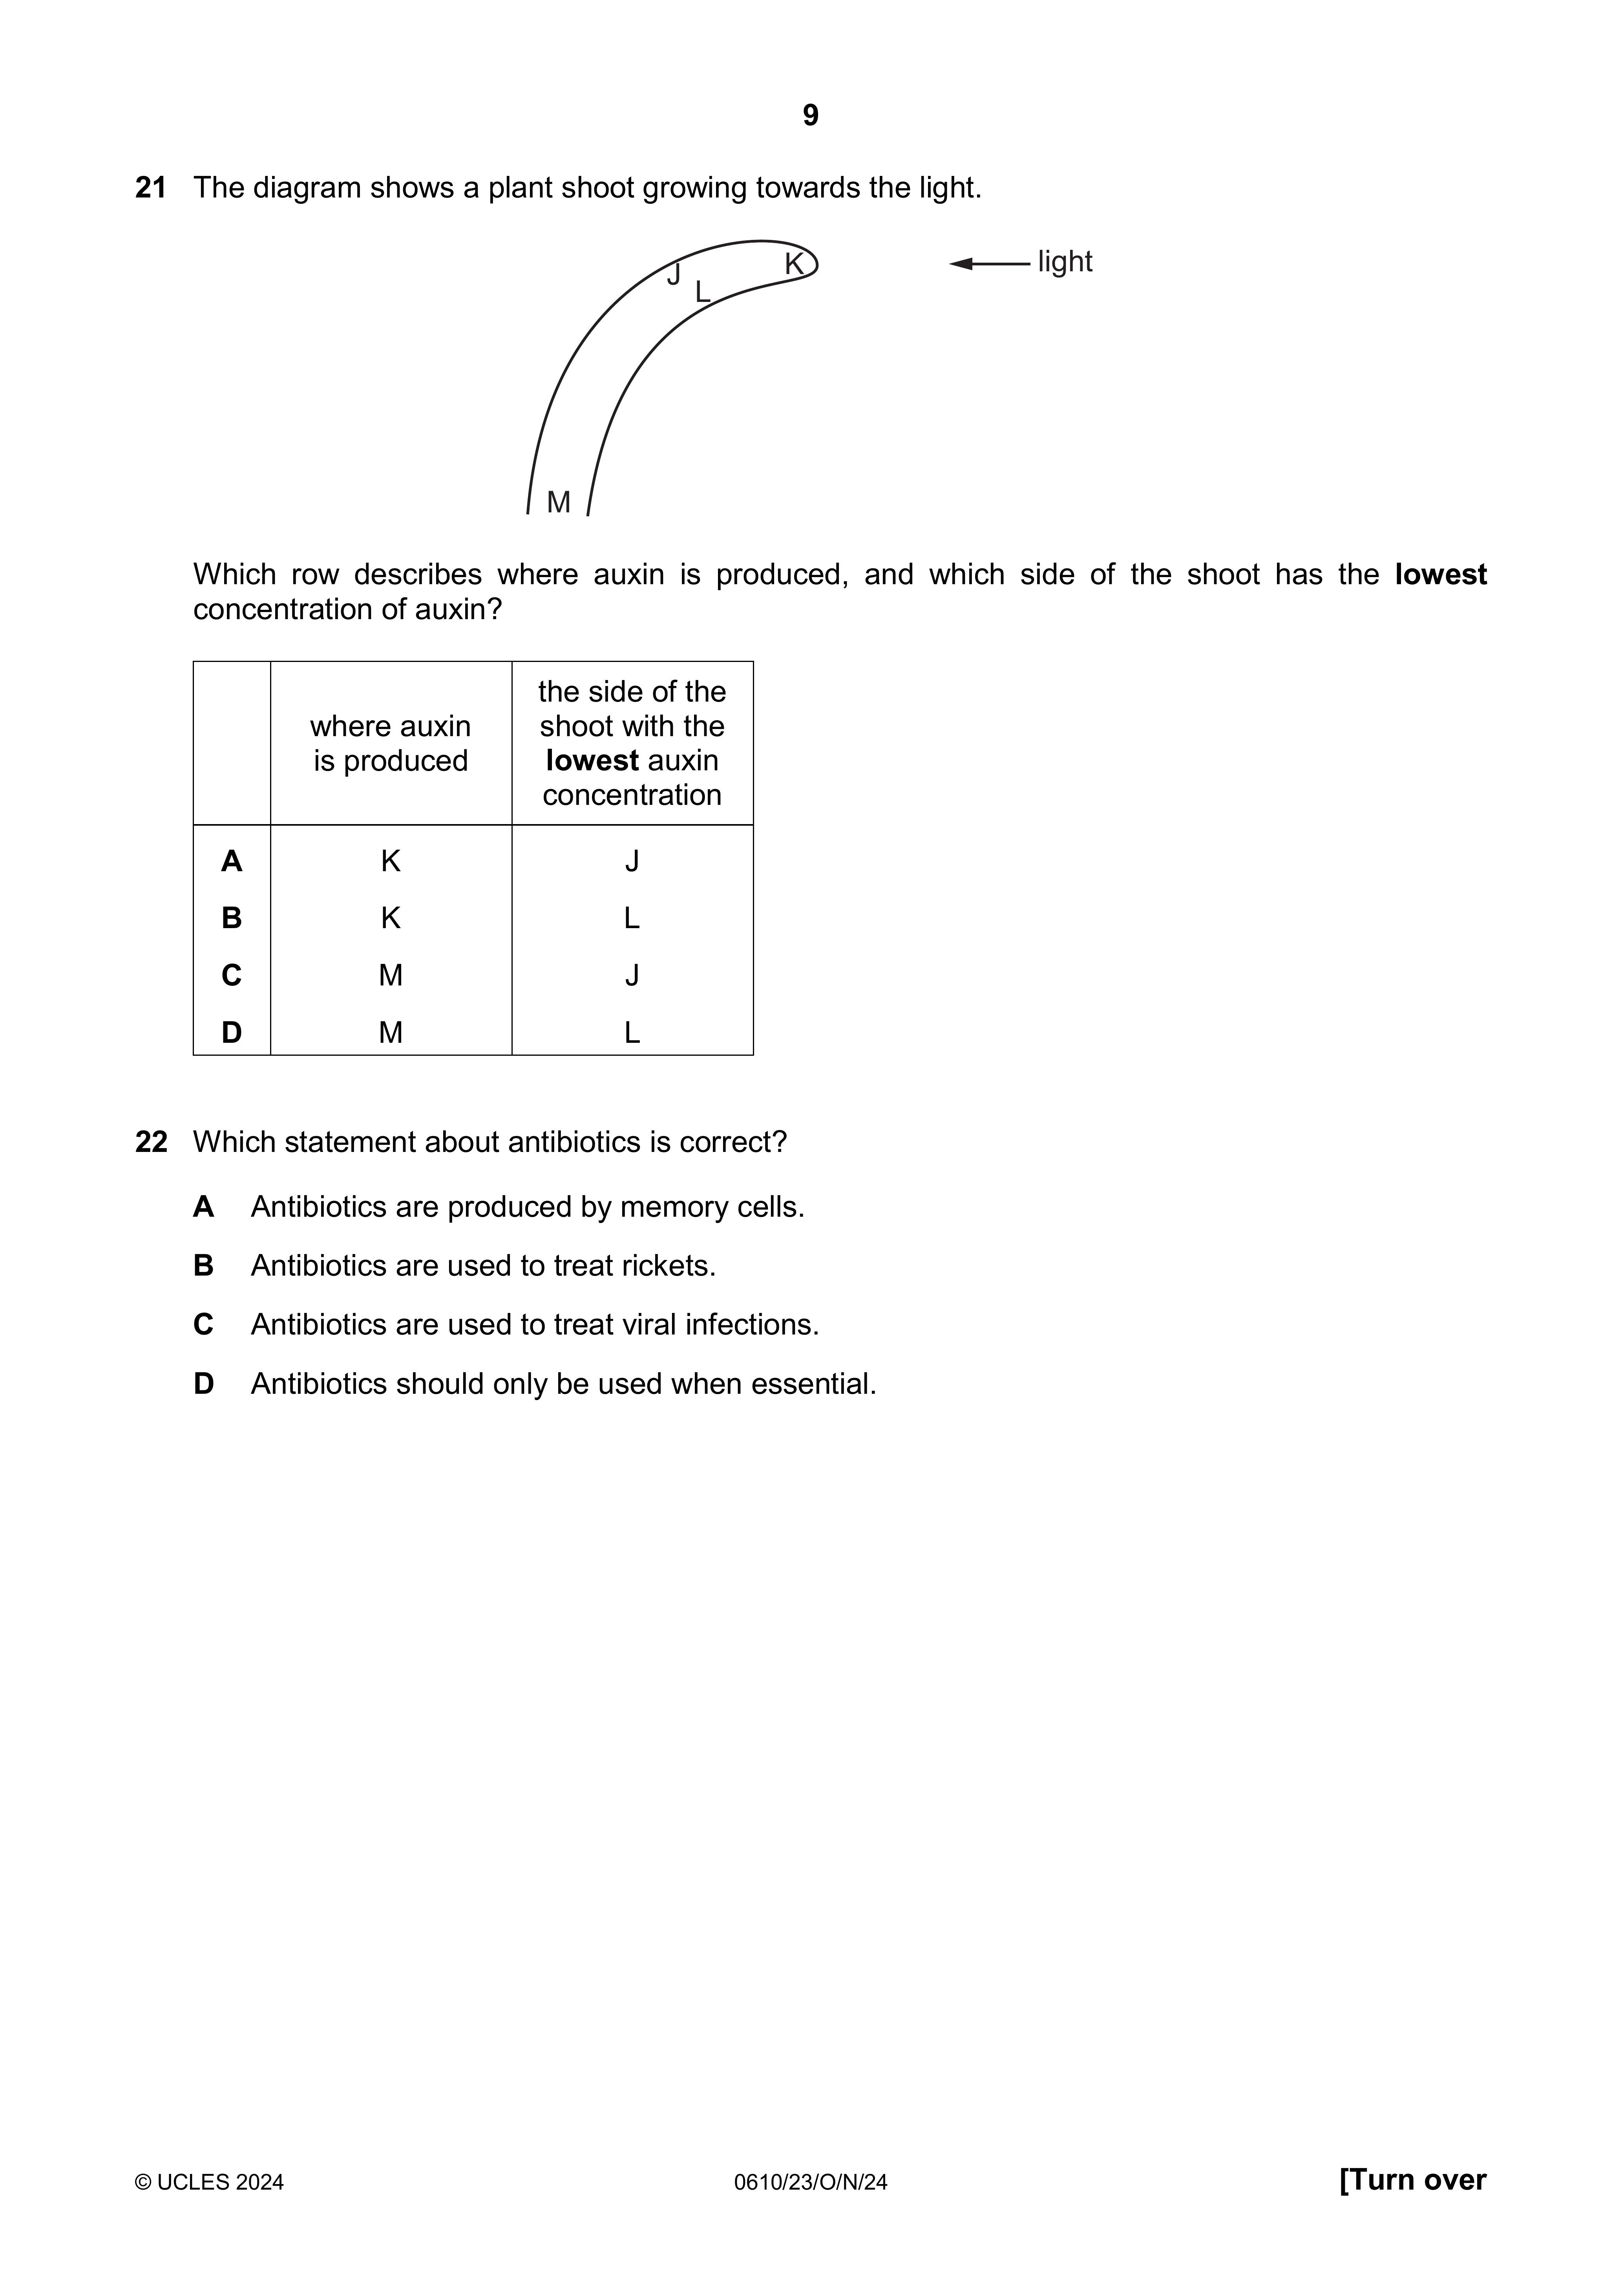 9
21 The diagram shows a plant shoot growing towards the light.
J
K
L
M
light
Which row describes where auxin is produced, and which side of the shoot has the lowest
concentration of auxin?
where auxin
is produced
the side of the
shoot with the
lowest auxin
concentration
A K J
B K L
C M J
D M L
22 Which statement about antibiotics is correct?
A Antibiotics are produced by memory cells.
B Antibiotics are used to treat rickets.
C Antibiotics are used to treat viral infections.
D Antibiotics should only be used when essential.
© UCLES 2024 0610/23/O/N/24 [Turn over